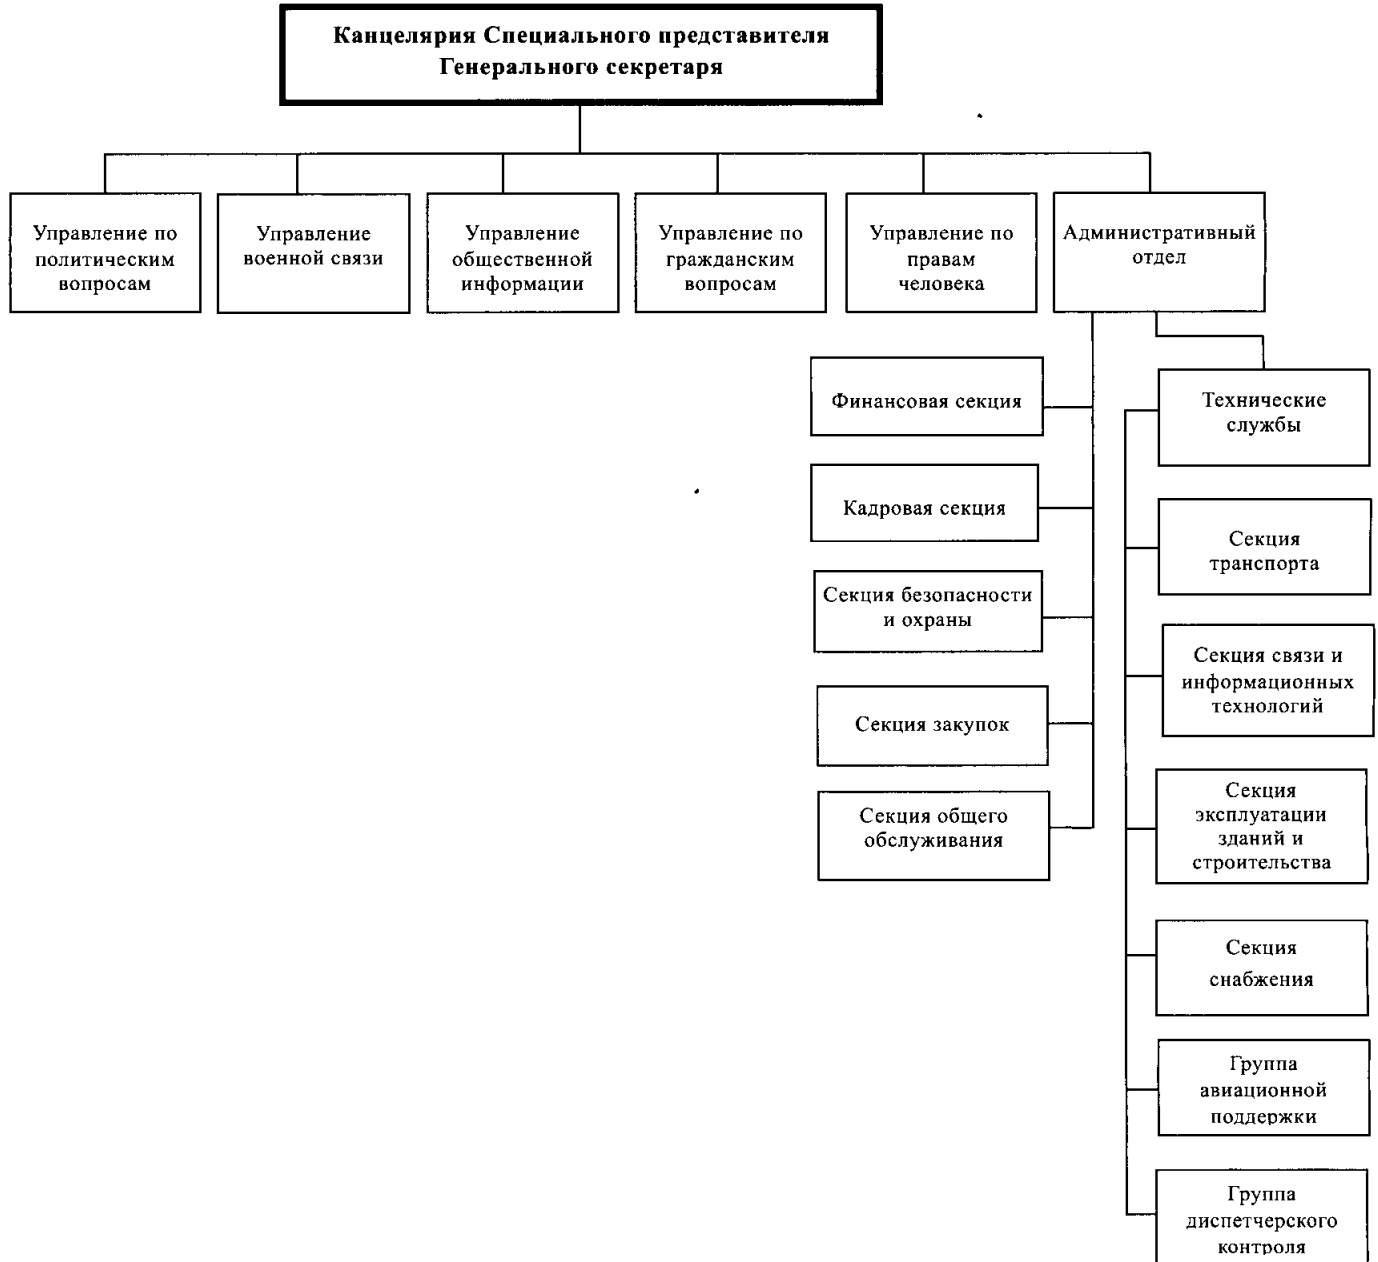 Канцелярия Специального представителя
Генерального секретаря
Управление по
политическим
вопросам
Управление
военной связи
Управление
общественной
информации
Управление по
гражданским
вопросам
Управление по
правам
человека
Административный
отдел
Финансовая секция
Кадровая секция
Секция безопасности
и охраны
Секция закупок
Секция общего
обслуживания
Технические
службы
Секция
транспорта
Секция связи и
информационных
технологий
Секция
эксплуатации
зданий и
строительства
Секция
снабжения
Группа
авиационной
поддержки
Группа
диспетчерского
контроля